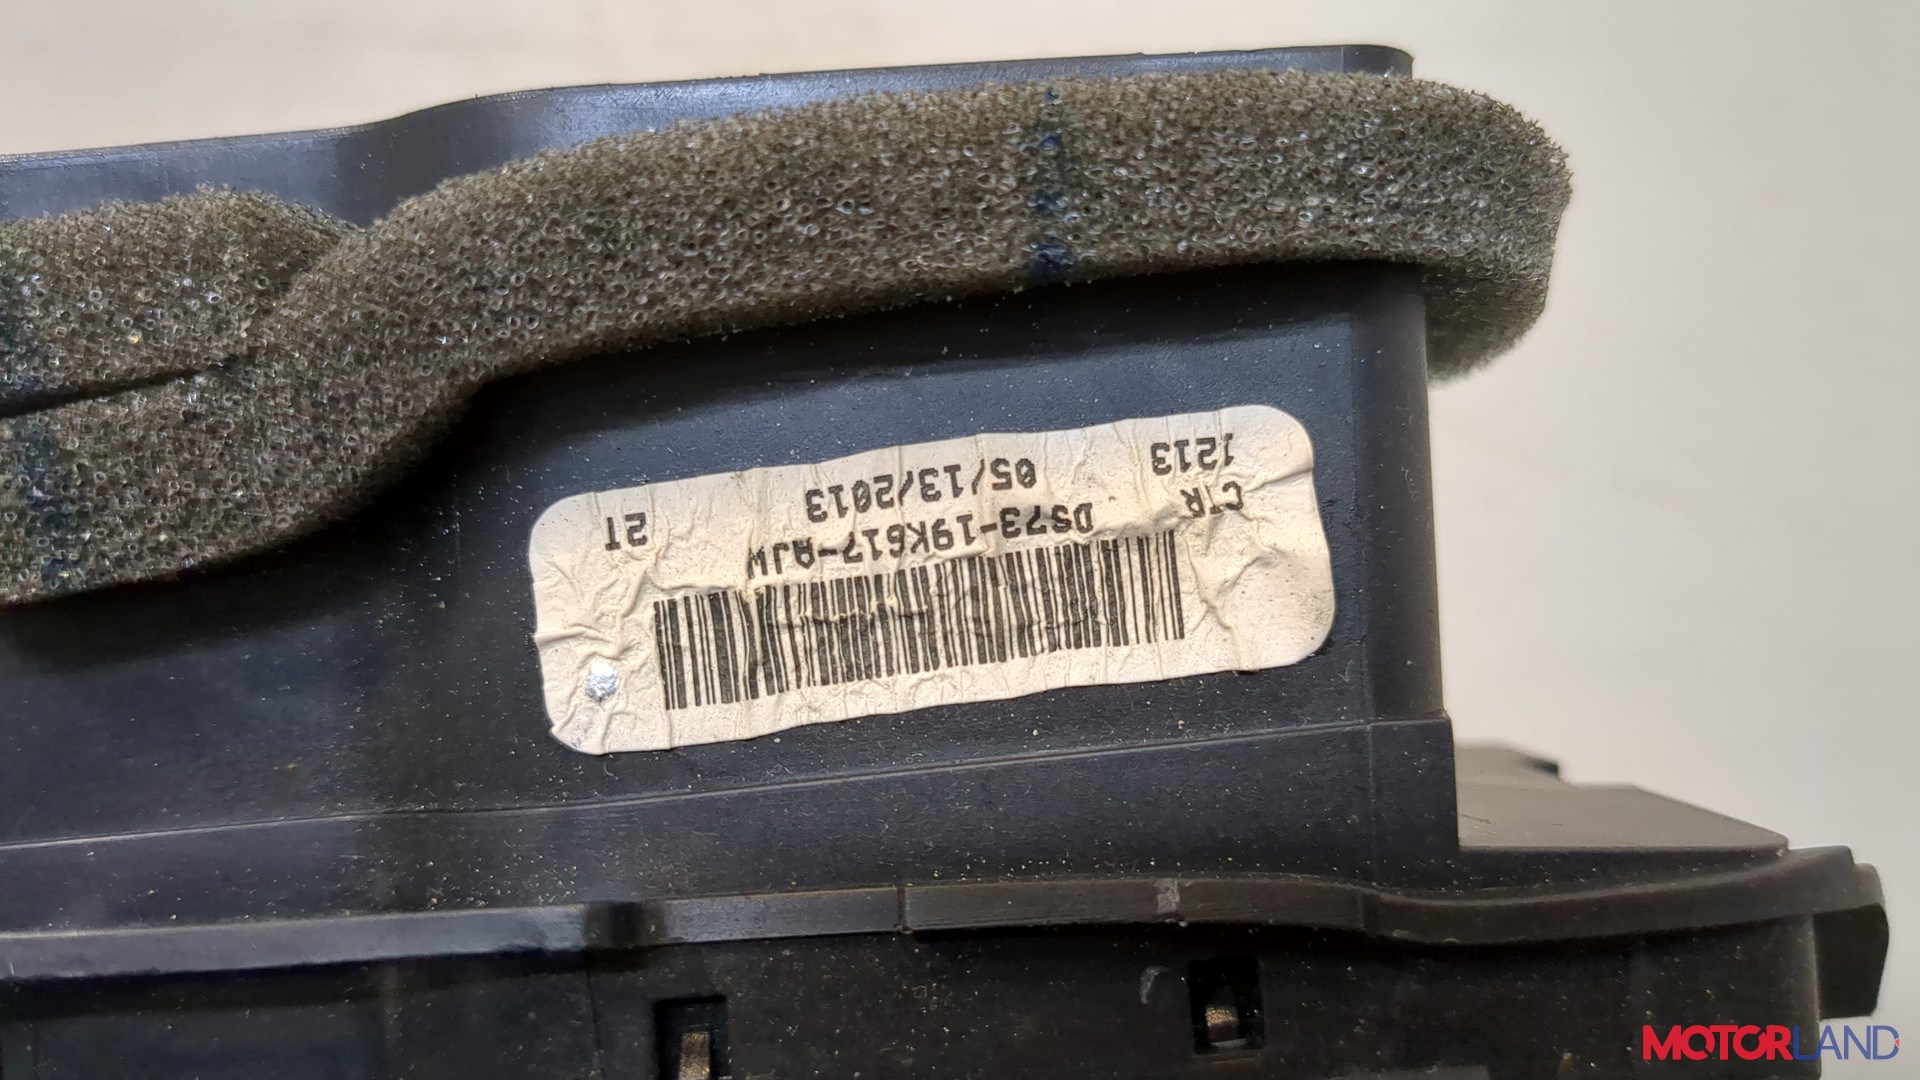 CTR DS73-19K617-AJW
1213 05/13/2013 2T
MOTORLAND